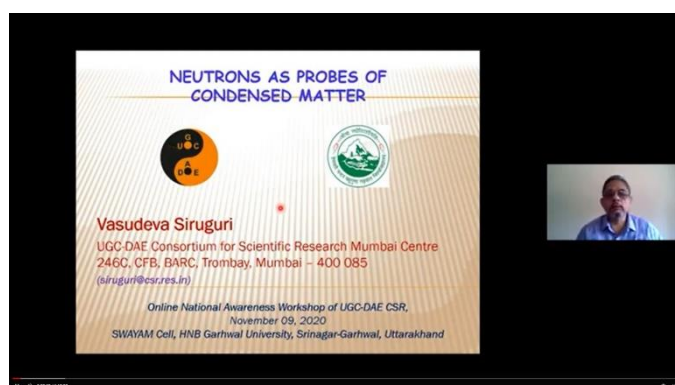 NEUTRONS AS PROBES OF
CONDENSED MATTER
G
U C
A
D E
Vasudeva Siruguri
UGC-DAE Consortium for Scientific Research Mumbai Centre
246C, CFB, BARC, Trombay, Mumbai – 400 085
(siruguri@csr.res.in)
Online National Awareness Workshop of UGC-DAE CSR,
November 09, 2020
SWAYAM Cell, HNB Garhwal University, Srinagar-Garhwal, Uttarakhand